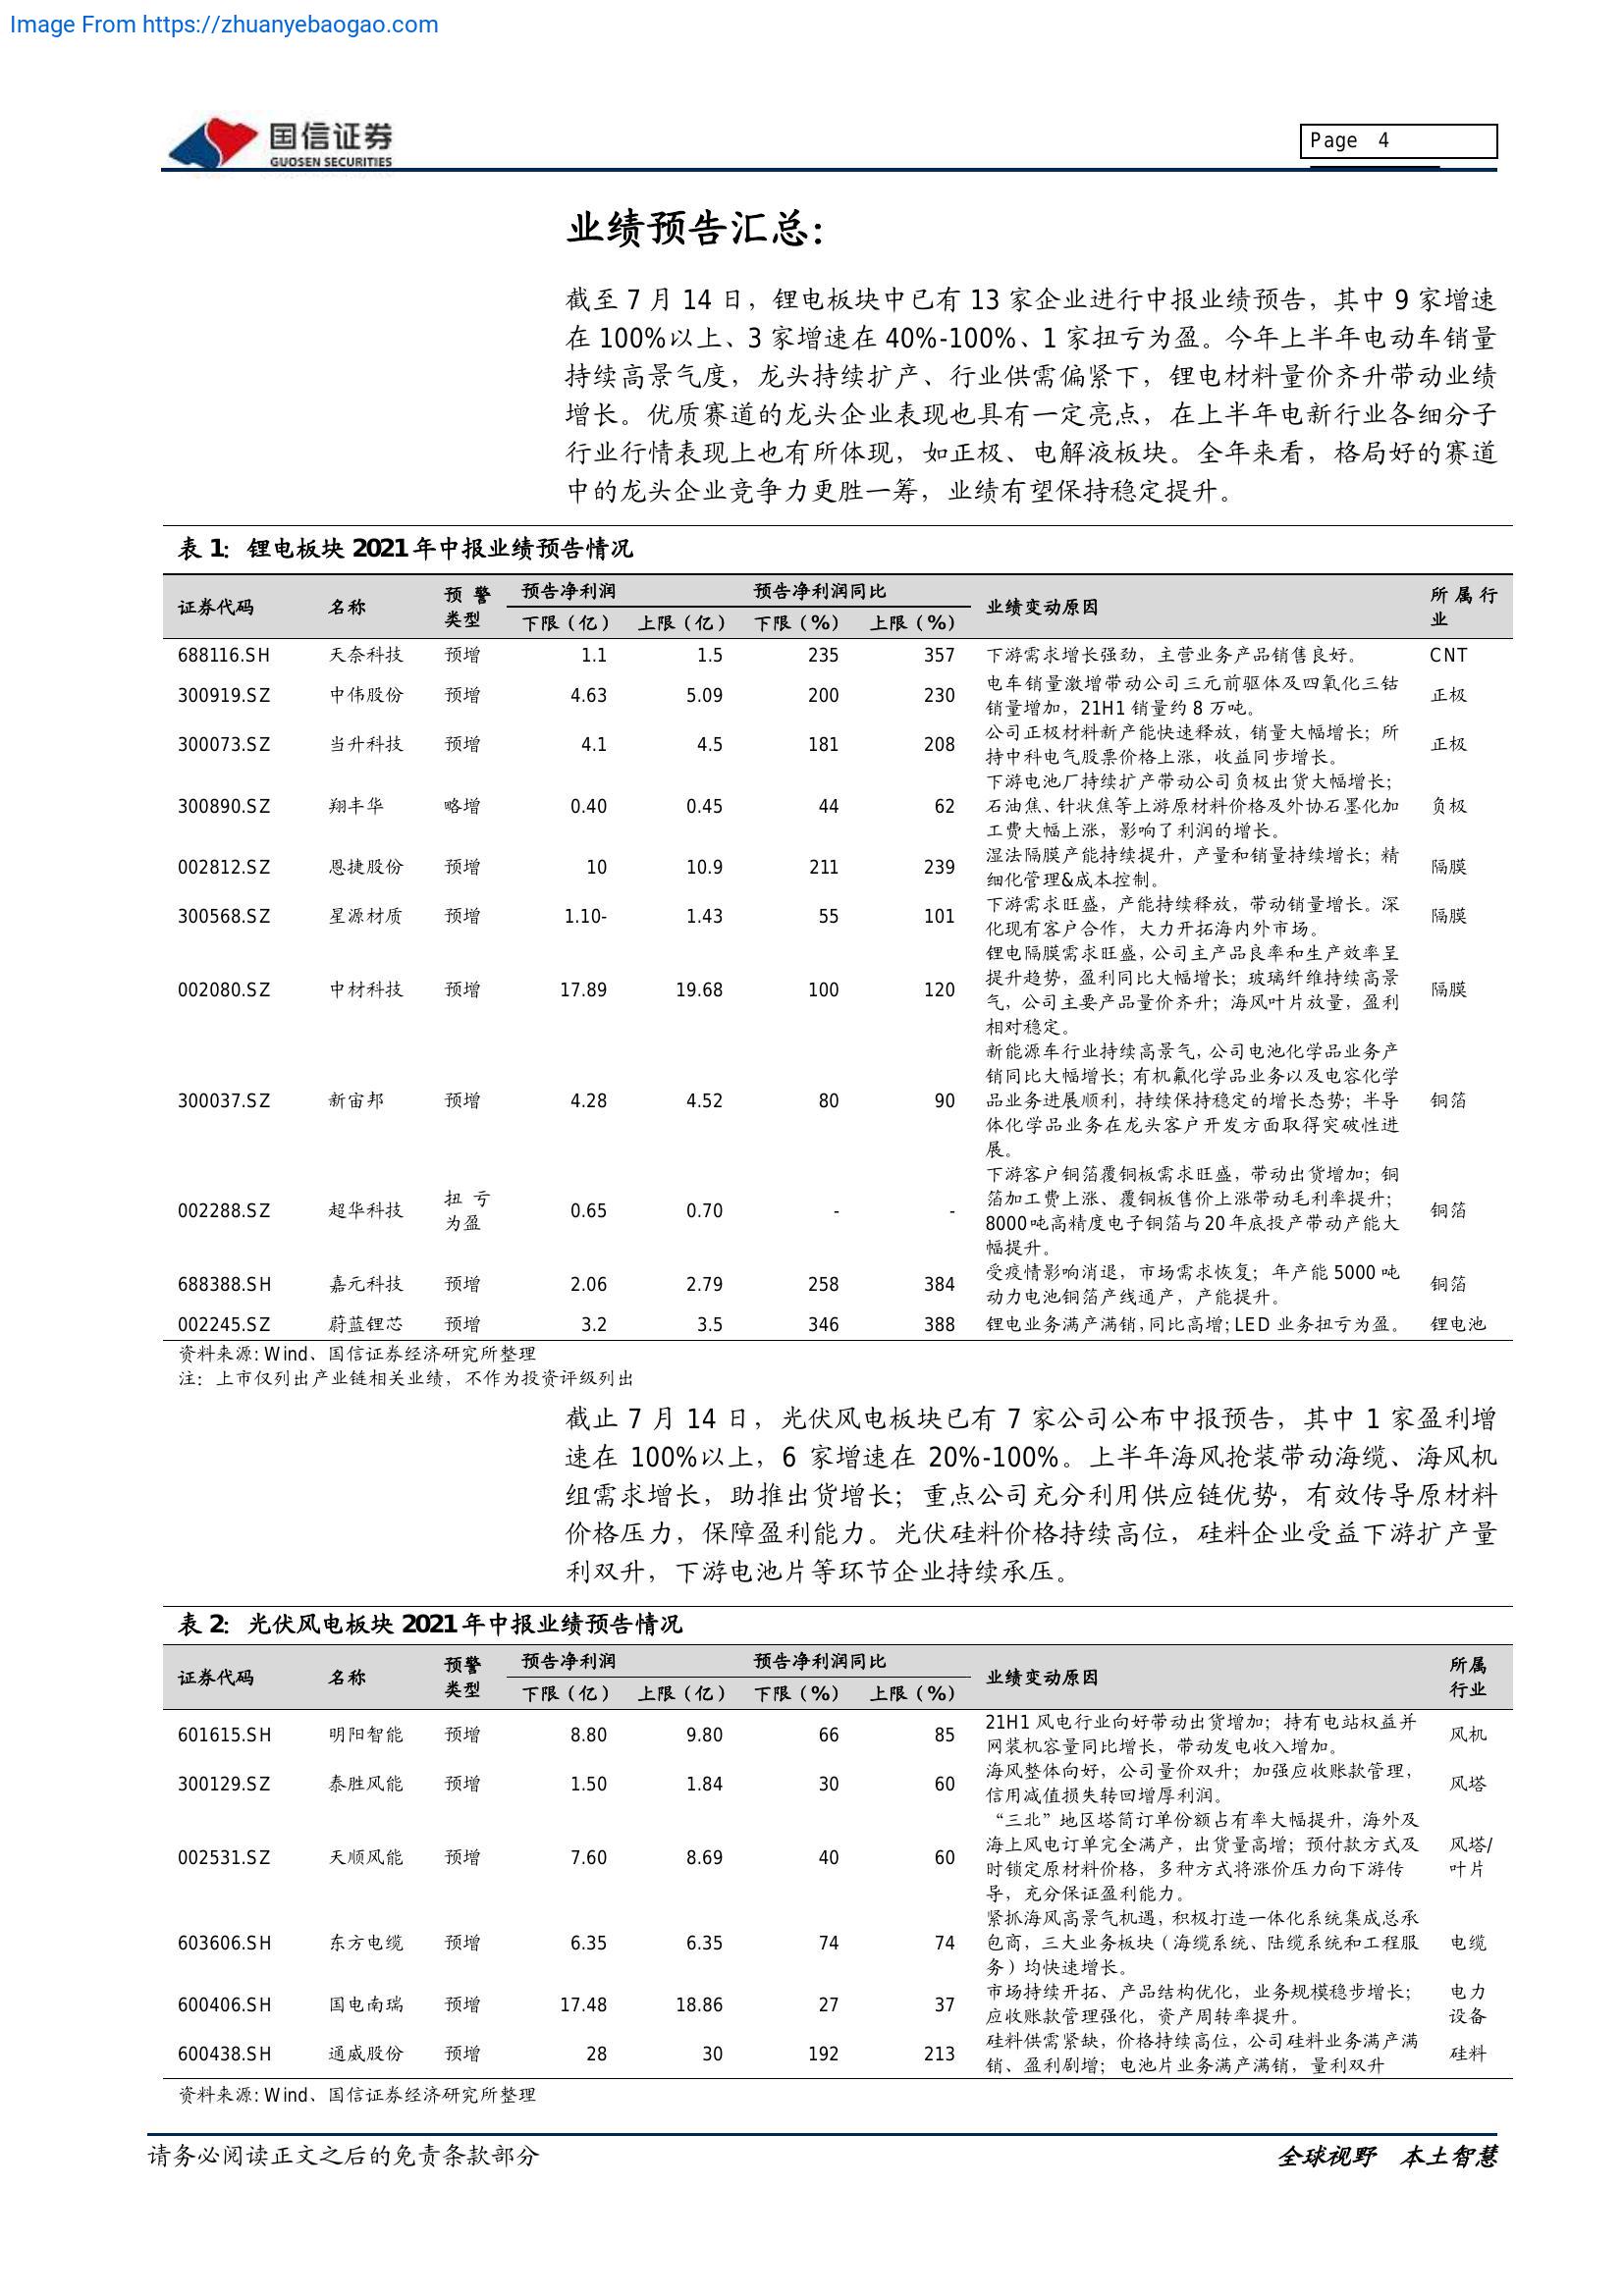 Image From https://zhuanyebaogao.com
国信证券
GUOSEN SECURITIES
Page 4
业绩预告汇总：
截至 7 月 14 日，锂电板块中已有 13 家企业进行中报业绩预告，其中 9 家增速
在 100%以上、3 家增速在 40%-100%、1 家扭亏为盈。今年上半年电动车销量
持续高景气度，龙头持续扩产、行业供需偏紧下，锂电材料量价齐升带动业绩
增长。优质赛道的龙头企业表现也具有一定亮点，在上半年电新行业各细分子
行业行情表现上也有所体现，如正极、电解液板块。全年来看，格局好的赛道
中的龙头企业竞争力更胜一筹，业绩有望保持稳定提升。
表 1：锂电板块 2021 年中报业绩预告情况
证券代码 名称 预警类型 预告净利润 预告净利润同比 业绩变动原因 所属行业
下限（亿） 上限（亿） 下限（%） 上限（%）
688116.SH 天奈科技 预增 1.1 1.5 235 357 下游需求增长强劲，主营业务产品销售良好。 CNT
300919.SZ 中伟股份 预增 4.63 5.09 200 230 电车销量激增带动公司三元前驱体及四氧化三钴
销量增加，21H1 销量约 8 万吨。 正极
300073.SZ 当升科技 预增 4.1 4.5 181 208 公司正极材料新产能快速释放，销量大幅增长；所
持中科电气股票价格上涨，收益同步增长。 正极
300890.SZ 翔丰华 略增 0.40 0.45 44 62 下游电池厂持续扩产带动公司负极出货大幅增长；
石油焦、针状焦等上游原材料价格及外协石墨化加
工费大幅上涨，影响了利润的增长。 负极
002812.SZ 恩捷股份 预增 10 10.9 211 239 湿法隔膜产能持续提升，产量和销量持续增长；精
细化管理&成本控制。 隔膜
300568.SZ 星源材质 预增 1.10- 1.43 55 101 下游需求旺盛，产能持续释放，带动销量增长。深
化现有客户合作，大力开拓海内外市场。 隔膜
002080.SZ 中材科技 预增 17.89 19.68 100 120 锂电隔膜需求旺盛，公司主产品良率和生产效率呈
提升趋势，盈利同比大幅增长；玻璃纤维持续高景
气，公司主要产品量价齐升；海风叶片放量，盈利
相对稳定。 隔膜
300037.SZ 新宙邦 预增 4.28 4.52 80 90 新能源车行业持续高景气，公司电池化学品业务产
销同比大幅增长；有机氟化学品业务以及电容化学
品业务进展顺利，持续保持稳定的增长态势；半导
体化学品业务在龙头客户开发方面取得突破性进
展。 铜箔
002288.SZ 超华科技 扭亏为盈 0.65 0.70 - - 下游客户铜箔覆铜板需求旺盛，带动出货增加；铜
箔加工费上涨、覆铜板售价上涨带动毛利率提升；
8000 吨高精度电子铜箔与 20 年底投产带动产能大
幅提升。 铜箔
688388.SH 嘉元科技 预增 2.06 2.79 258 384 受疫情影响消退，市场需求恢复；年产能 5000 吨
动力电池铜箔产线通产，产能提升。 铜箔
002245.SZ 蔚蓝锂芯 预增 3.2 3.5 346 388 锂电业务满产满销，同比高增；LED 业务扭亏为盈。 锂电池
资料来源：Wind、国信证券经济研究所整理
注：上市仅列出产业链相关业绩，不作为投资评级列出
截止 7 月 14 日，光伏风电板块已有 7 家公司公布中报预告，其中 1 家盈利增
速在 100%以上，6 家增速在 20%-100%。上半年海风抢装带动海缆、海风机
组需求增长，助推出货增长；重点公司充分利用供应链优势，有效传导原材料
价格压力，保障盈利能力。光伏硅料价格持续高位，硅料企业受益下游扩产量
利双升，下游电池片等环节企业持续承压。
表 2：光伏风电板块 2021 年中报业绩预告情况
证券代码 名称 预警类型 预告净利润 预告净利润同比 业绩变动原因 所属行业
下限（亿） 上限（亿） 下限（%） 上限（%）
601615.SH 明阳智能 预增 8.80 9.80 66 85 21H1 风电行业向好带动出货增加；持有电站权益并
网装机容量同比增长，带动发电收入增加。 风机
300129.SZ 泰胜风能 预增 1.50 1.84 30 60 海风整体向好，公司量价双升；加强应收账款管理，
信用减值损失转回增厚利润。 风塔
002531.SZ 天顺风能 预增 7.60 8.69 40 60 “三北”地区塔筒订单份额占有率大幅提升，海外及
海上风电订单完全满产，出货量高增；预付款方式及
时锁定原材料价格，多种方式将涨价压力向下游传
导，充分保证盈利能力。 风塔/叶片
603606.SH 东方电缆 预增 6.35 6.35 74 74 紧抓海风高景气机遇，积极打造一体化系统集成总承
包商，三大业务板块（海缆系统、陆缆系统和工程服
务）均快速增长。 电缆
600406.SH 国电南瑞 预增 17.48 18.86 27 37 市场持续开拓、产品结构优化，业务规模稳步增长；
应收账款管理强化，资产周转率提升。 电力设备
600438.SH 通威股份 预增 28 30 192 213 硅料供需紧缺，价格持续高位，公司硅料业务满产满
销、盈利剧增；电池片业务满产满销，量利双升 硅料
资料来源：Wind、国信证券经济研究所整理
请务必阅读正文之后的免责条款部分
全球视野 本土智慧